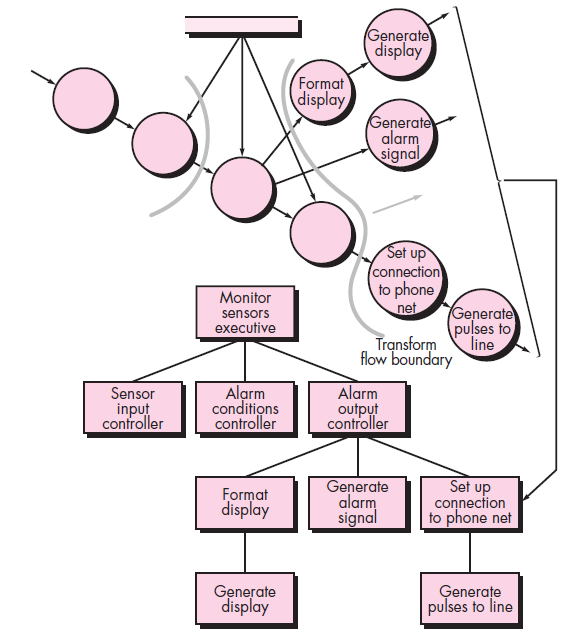 Generate
display
Format
display
Generate
alarm
signal
Set up
connection
to phone
net
Generate
pulses to
line
Transform
flow boundary
Monitor
sensors
executive
Sensor
input
controller
Alarm
conditions
controller
Alarm
output
controller
Format
display
Generate
alarm
signal
Set up
connection
to phone net
Generate
display
Generate
pulses to line